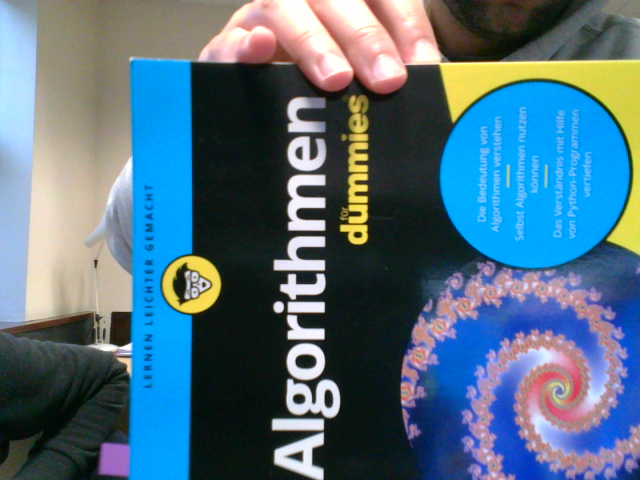 LERNEN LEICHTER GEMACHT
Algorithmen
für
dummies
Die Bedeutung von
Algorithmen verstehen
Selbst Algorithmen nutzen
können
Das Verständnis mit Hilfe
von Python-Programmen
vertiefen